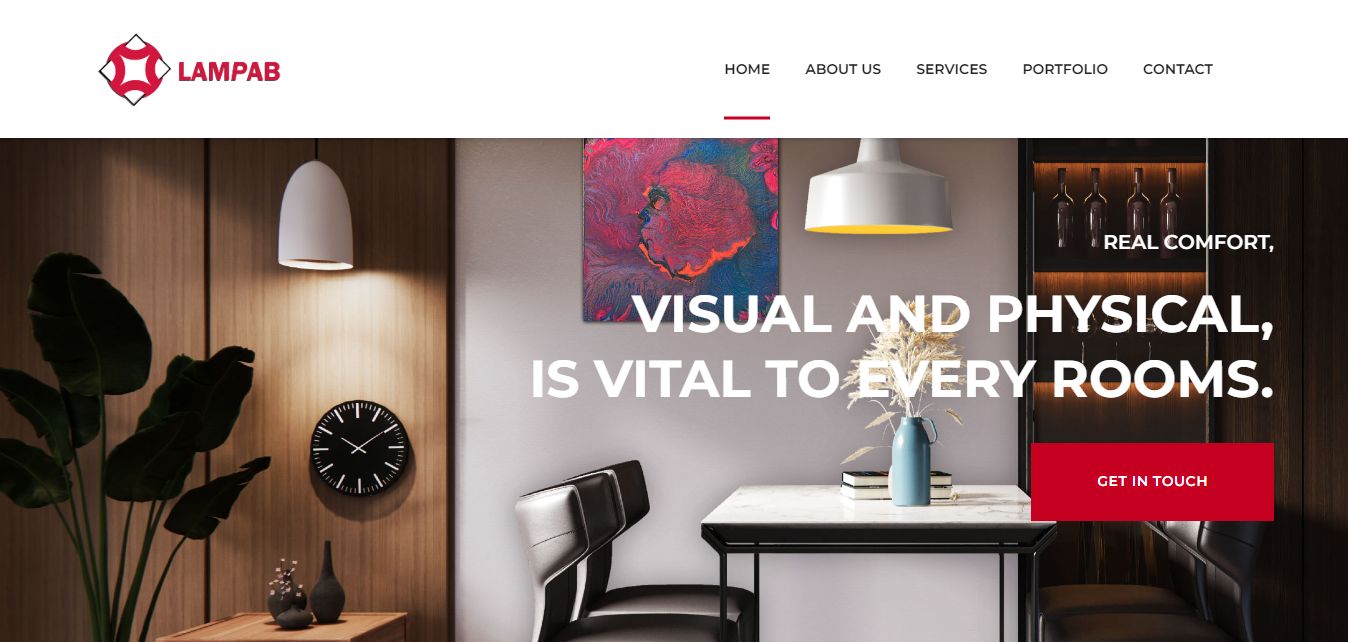 LAMPAB
HOME ABOUT US SERVICES PORTFOLIO CONTACT
REAL COMFORT,
VISUAL AND PHYSICAL,
IS VITAL TO EVERY ROOMS.
GET IN TOUCH